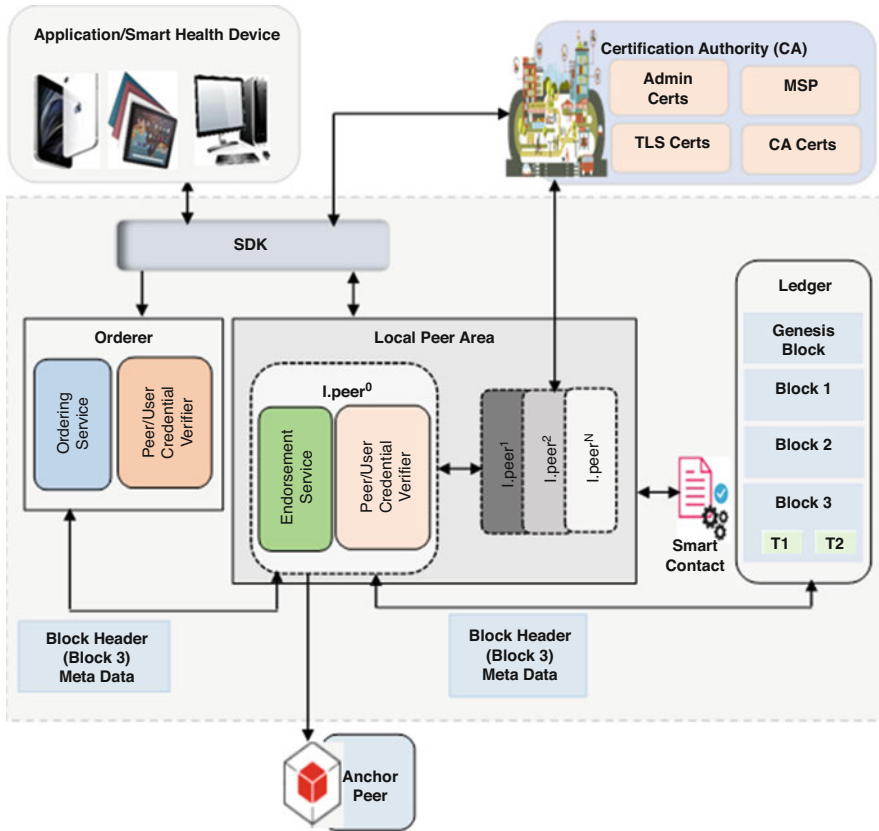 Application/Smart Health Device
Certification Authority (CA)
Admin
Certs
MSP
TLS Certs
CA Certs
SDK
Orderer
Ordering
Service
Peer/User
Credential
Verifier
Local Peer Area
I.peer⁰
Endorsement
Service
Peer/User
Credential
Verifier
I.peer¹
I.peer²
I.peerᴺ
Smart
Contact
Ledger
Genesis
Block
Block 1
Block 2
Block 3
T1
T2
Block Header
(Block 3)
Meta Data
Block Header
(Block 3)
Meta Data
Anchor
Peer